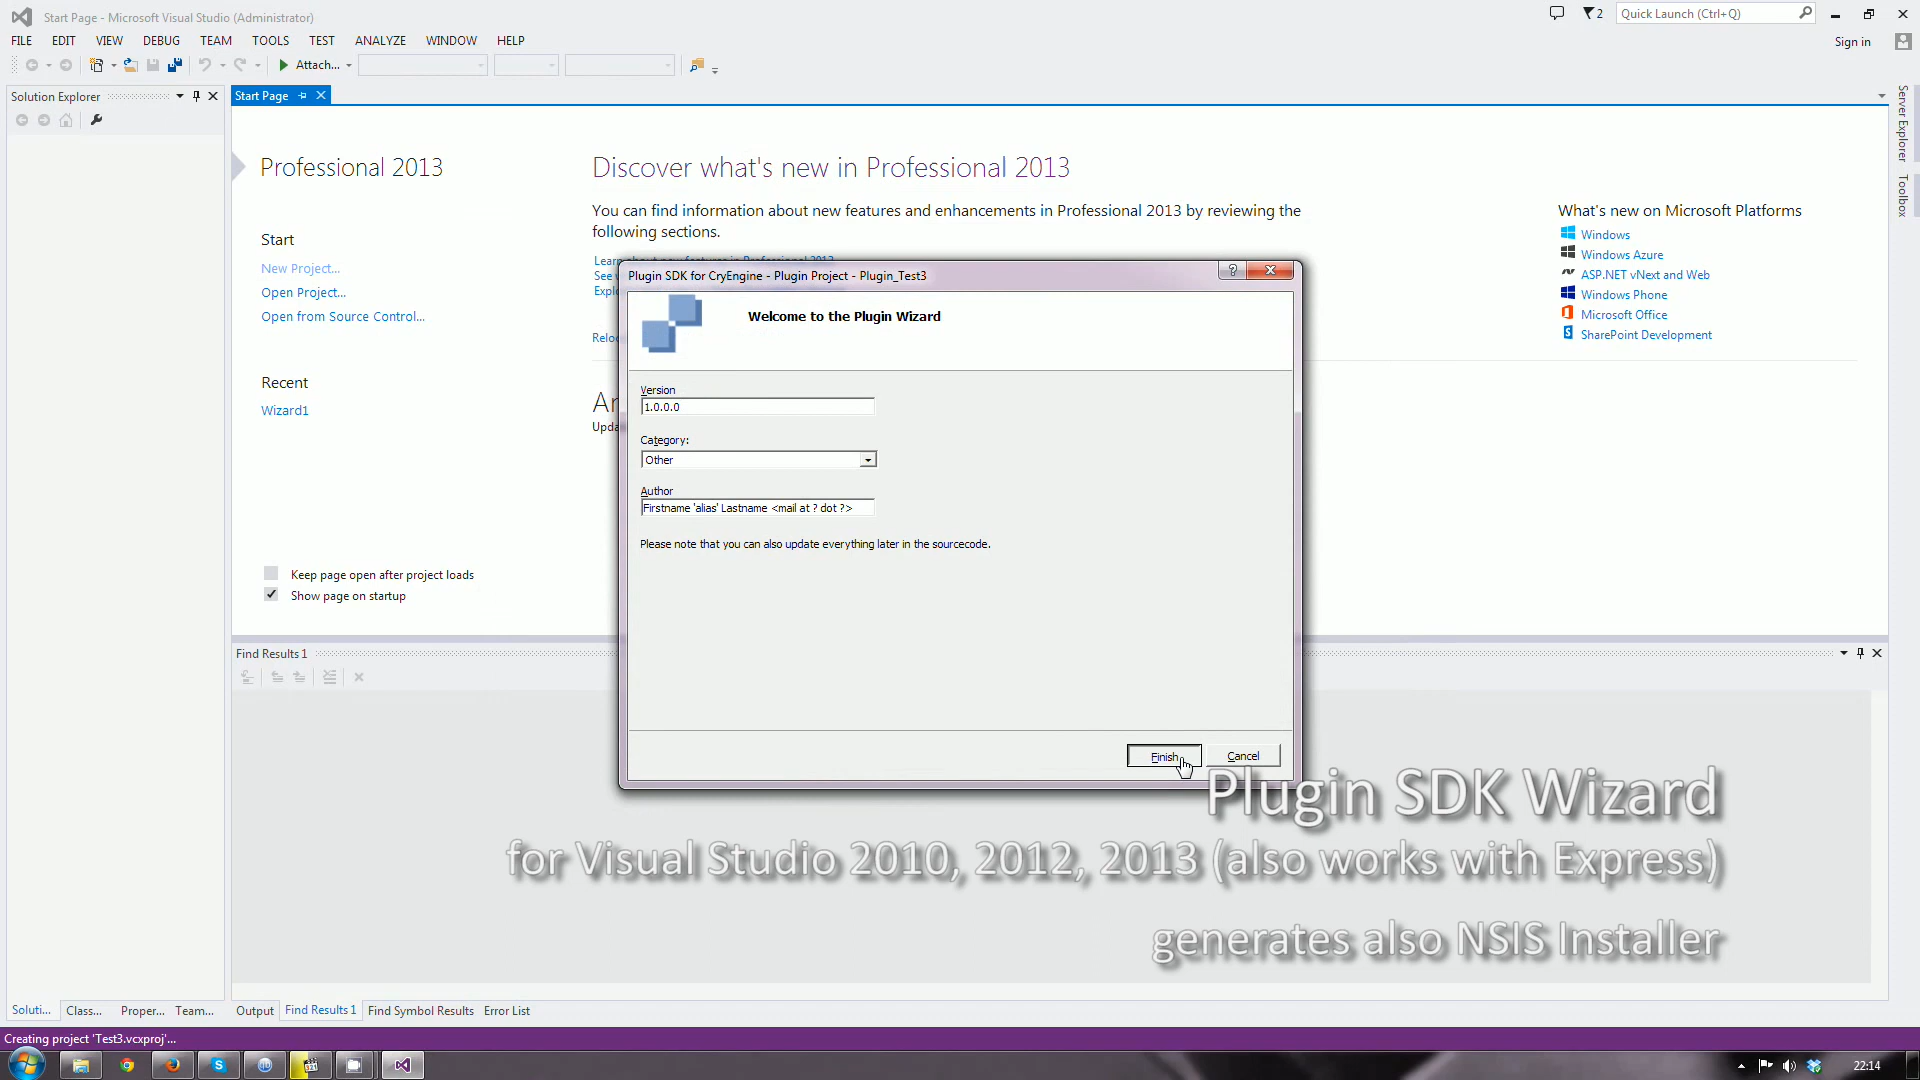 Start Page - Microsoft Visual Studio (Administrator)
2
Quick Launch (Ctrl+Q)
FILE EDIT VIEW DEBUG TEAM TOOLS TEST ANALYZE WINDOW HELP
Sign in
Attach...
Solution Explorer
Start Page
Server Explorer
Toolbox
Professional 2013
Start
New Project...
Open Project...
Open from Source Control...
Recent
Wizard1
Keep page open after project loads
Show page on startup
Discover what's new in Professional 2013
You can find information about new features and enhancements in Professional 2013 by reviewing the
following sections.
What's new on Microsoft Platforms
Windows
Windows Azure
ASP.NET vNext and Web
Windows Phone
Microsoft Office
SharePoint Development
Plugin SDK for CryEngine - Plugin Project - Plugin_Test3
Welcome to the Plugin Wizard
Version
1.0.0.0
Category:
Other
Author
Firstname 'alias' Lastname <mail at ? dot ?>
Please note that you can also update everything later in the sourcecode.
Finish
Cancel
Find Results 1
Plugin SDK Wizard
for Visual Studio 2010, 2012, 2013 (also works with Express)
generates also NSIS Installer
Soluti... Class... Proper... Team...
Output Find Results 1 Find Symbol Results Error List
Creating project 'Test3.vcxproj'...
22:14